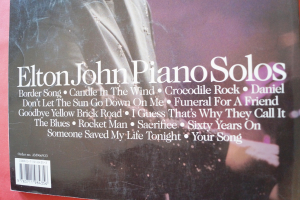 Elton John Piano Solos
Border Song • Candle In The Wind • Crocodile Rock • Daniel
Don't Let The Sun Go Down On Me • Funeral For A Friend
Goodbye Yellow Brick Road • I Guess That's Why They Call It
The Blues • Rocket Man • Sacrifice • Sixty Years On
Someone Saved My Life Tonight • Your Song